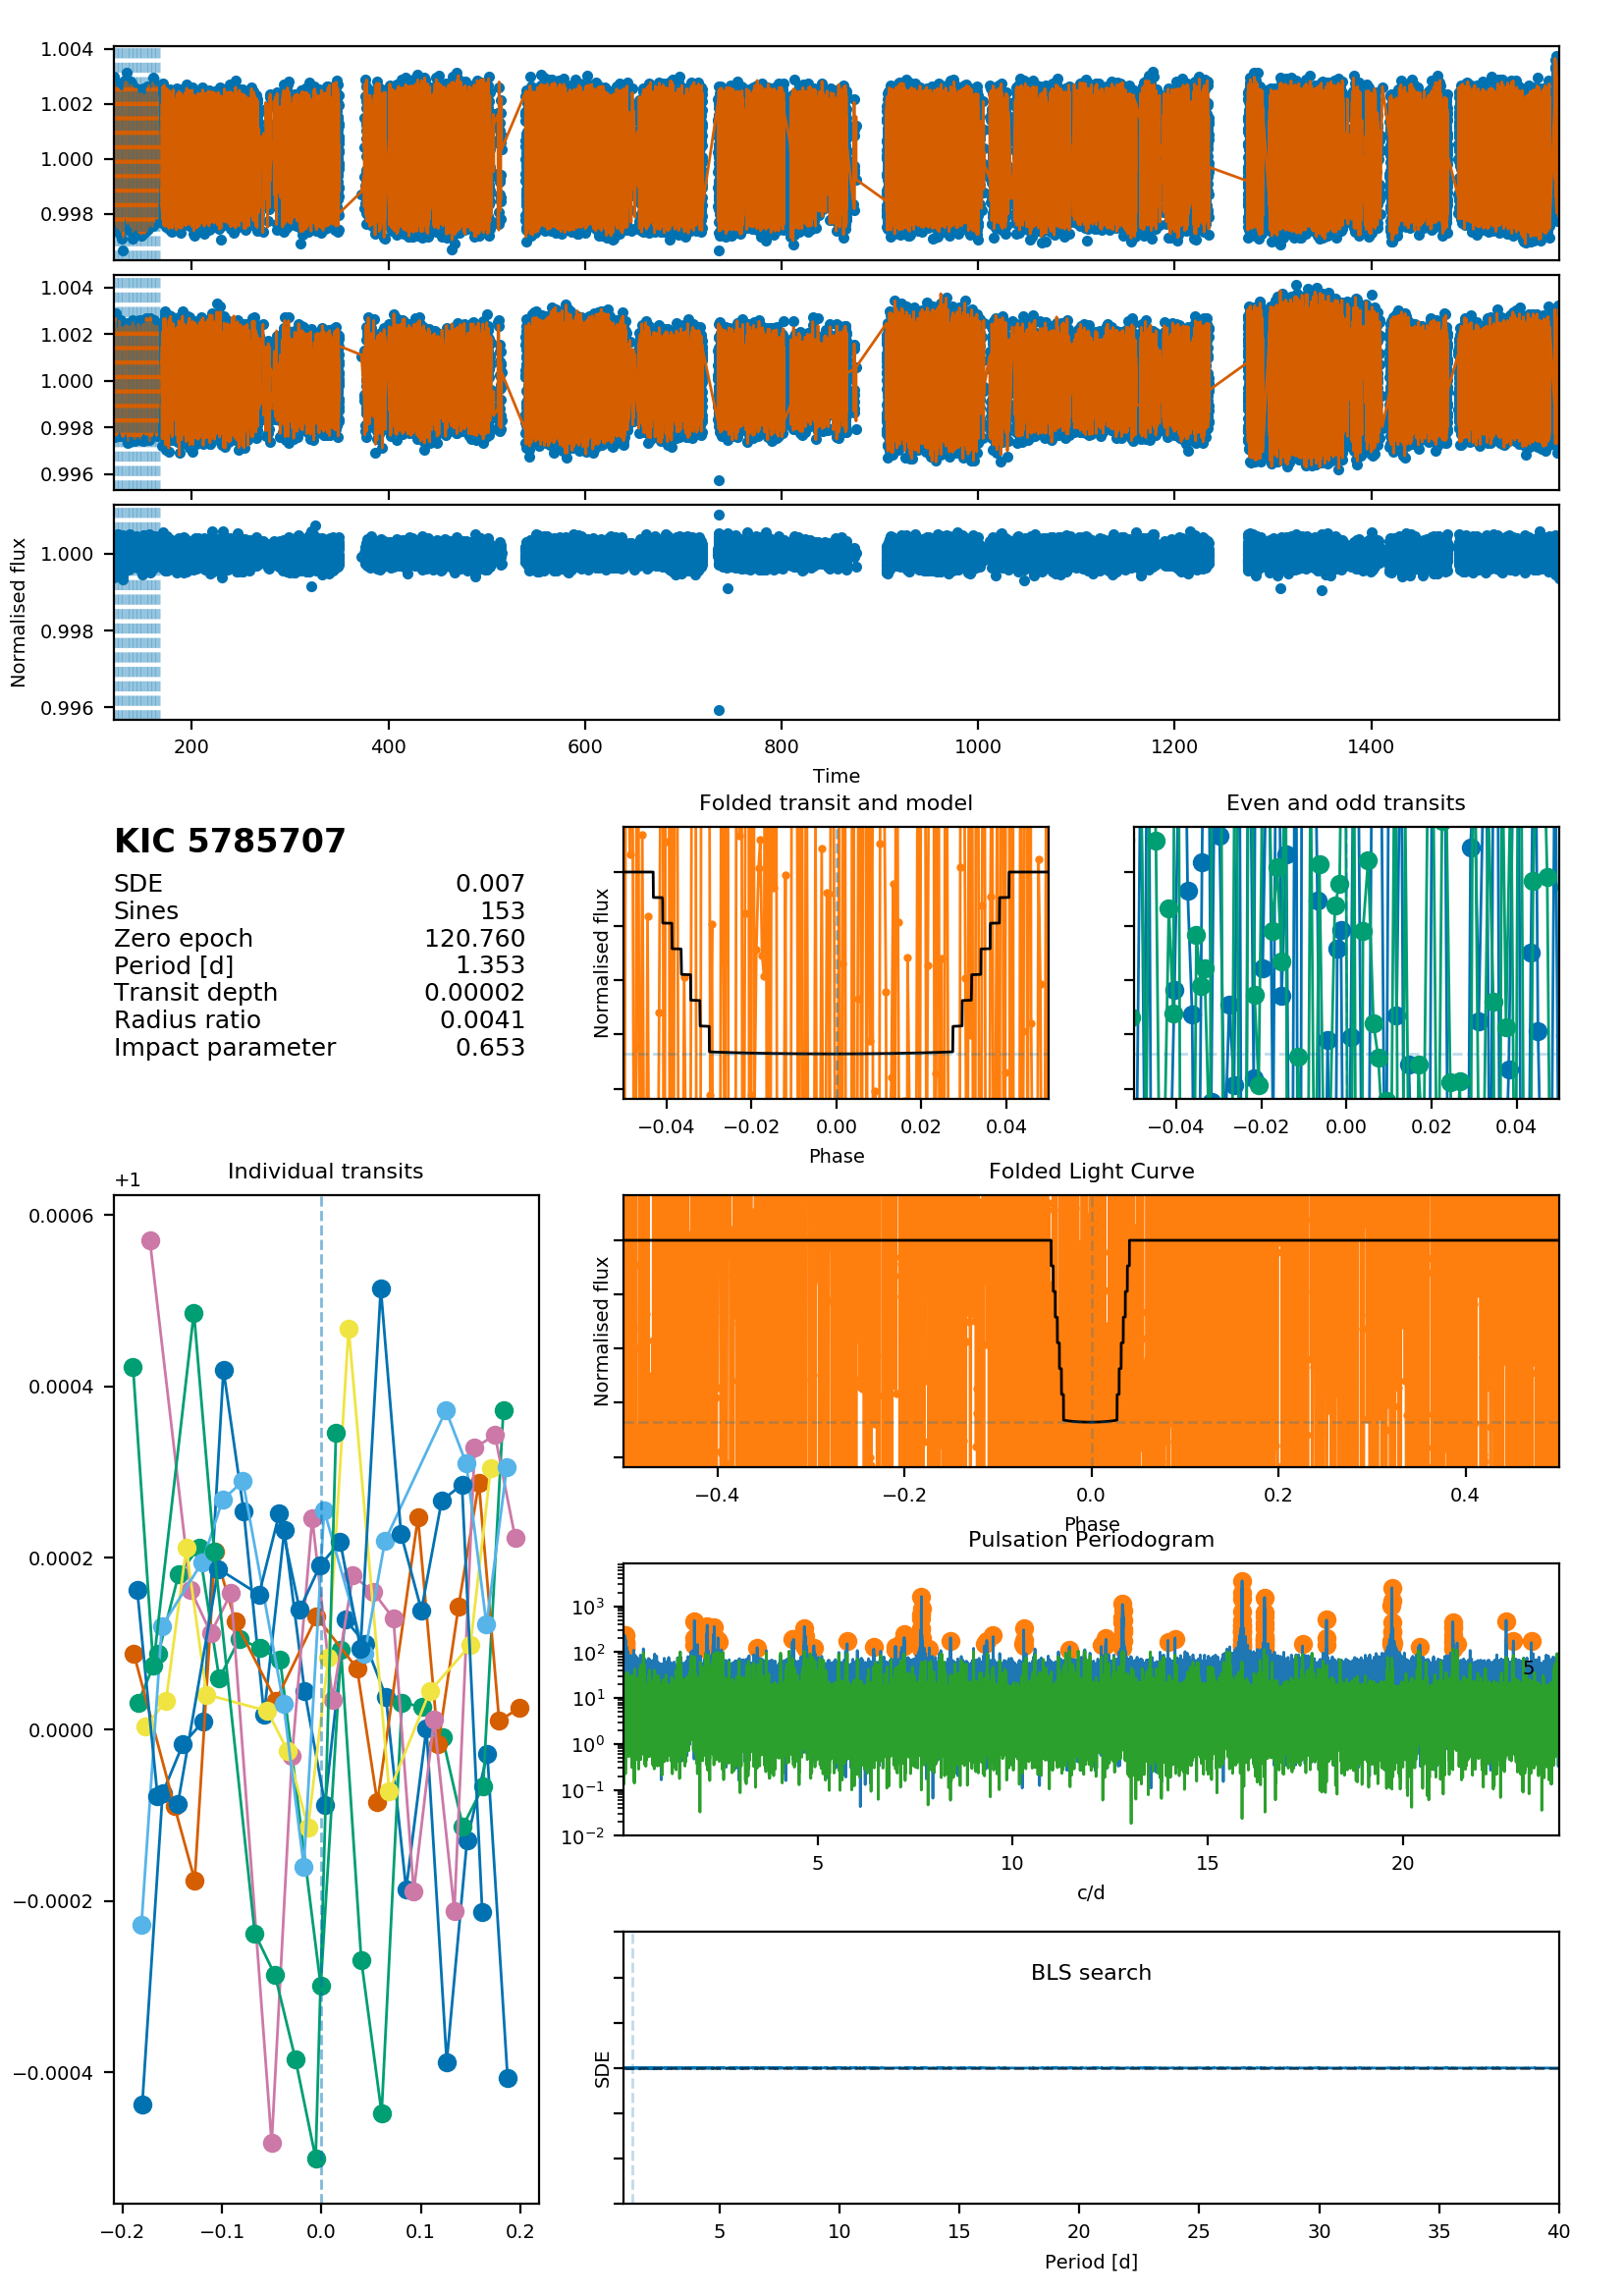 1.004
1.002
1.000
0.998
1.004
1.002
1.000
0.998
0.996
1.000
0.998
0.996
Normalised flux
200 400 600 800 1000 1200 1400
Time
KIC 5785707
SDE 0.007
Sines 153
Zero epoch 120.760
Period [d] 1.353
Transit depth 0.00002
Radius ratio 0.0041
Impact parameter 0.653
Folded transit and model
Normalised flux
−0.04 −0.02 0.00 0.02 0.04
Phase
Even and odd transits
−0.04 −0.02 0.00 0.02 0.04
Individual transits
+1
0.0006
0.0004
0.0002
0.0000
−0.0002
−0.0004
−0.2 −0.1 0.0 0.1 0.2
Folded Light Curve
Normalised flux
−0.4 −0.2 0.0 0.2 0.4
Phase
Pulsation Periodogram
10³
10²
10¹
10⁰
10⁻¹
10⁻²
5
5 10 15 20
c/d
BLS search
SDE
5 10 15 20 25 30 35 40
Period [d]